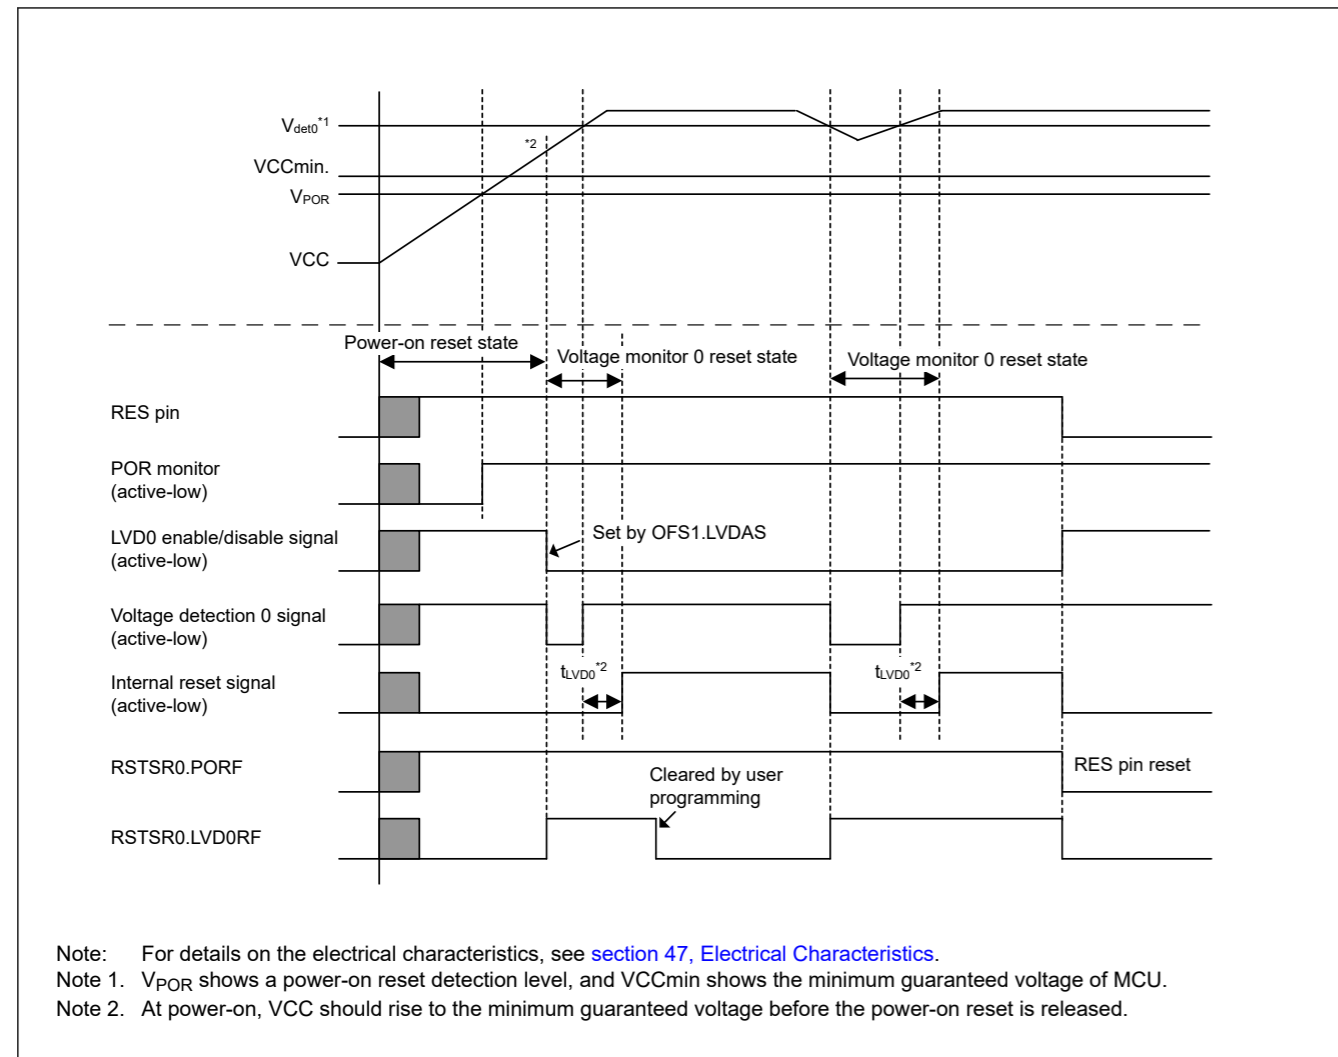 Vdet0*1
*2
VCCmin.
VPOR
VCC
Power-on reset state
Voltage monitor 0 reset state
Voltage monitor 0 reset state
RES pin
POR monitor
(active-low)
LVD0 enable/disable signal
(active-low)
Set by OFS1.LVDAS
Voltage detection 0 signal
(active-low)
tLVD0*2
tLVD0*2
Internal reset signal
(active-low)
RSTSR0.PORF
RES pin reset
Cleared by user
programming
RSTSR0.LVD0RF
Note: For details on the electrical characteristics, see section 47, Electrical Characteristics.
Note 1. VPOR shows a power-on reset detection level, and VCCmin shows the minimum guaranteed voltage of MCU.
Note 2. At power-on, VCC should rise to the minimum guaranteed voltage before the power-on reset is released.